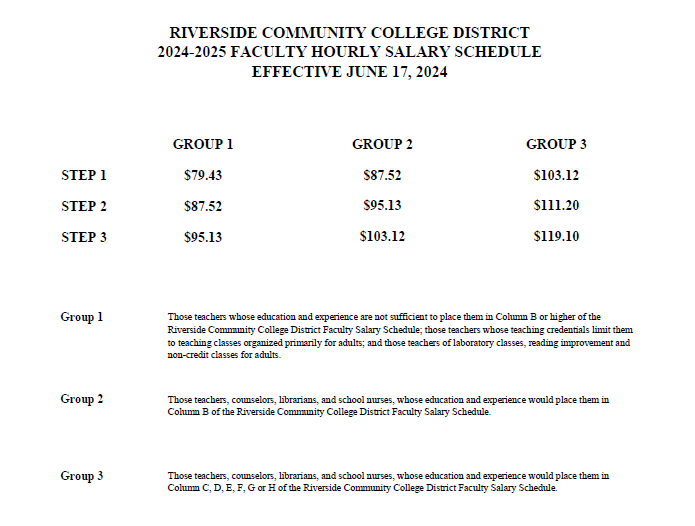 RIVERSIDE COMMUNITY COLLEGE DISTRICT
2024-2025 FACULTY HOURLY SALARY SCHEDULE
EFFECTIVE JUNE 17, 2024
GROUP 1 GROUP 2 GROUP 3
STEP 1 $79.43 $87.52 $103.12
STEP 2 $87.52 $95.13 $111.20
STEP 3 $95.13 $103.12 $119.10
Group 1 Those teachers whose education and experience are not sufficient to place them in Column B or higher of the
Riverside Community College District Faculty Salary Schedule; those teachers whose teaching credentials limit them
to teaching classes organized primarily for adults; and those teachers of laboratory classes, reading improvement and
non-credit classes for adults.
Group 2 Those teachers, counselors, librarians, and school nurses, whose education and experience would place them in
Column B of the Riverside Community College District Faculty Salary Schedule.
Group 3 Those teachers, counselors, librarians, and school nurses, whose education and experience would place them in
Column C, D, E, F, G or H of the Riverside Community College District Faculty Salary Schedule.